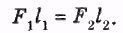 F₁l₁ = F₂l₂.